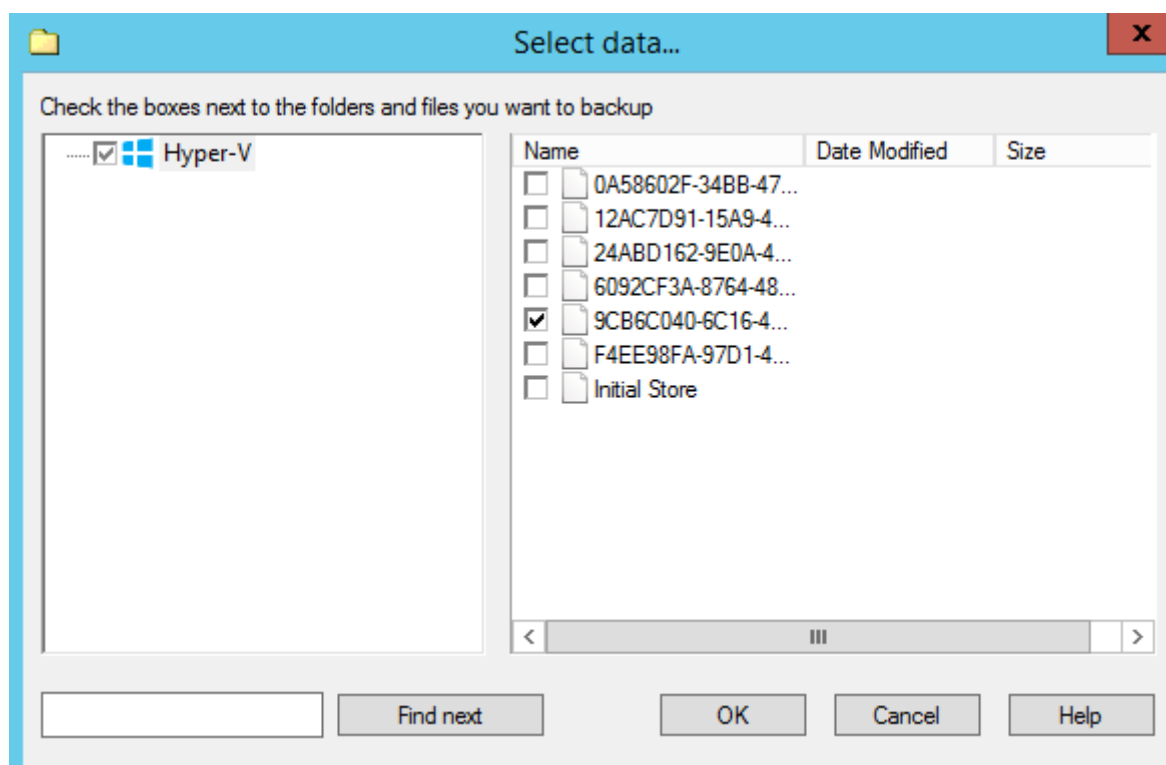 Select data...
x
Check the boxes next to the folders and files you want to backup
Hyper-V
Name Date Modified Size
0A58602F-34BB-47...
12AC7D91-15A9-4...
24ABD162-9E0A-4...
6092CF3A-8764-48...
9CB6C040-6C16-4...
F4EE98FA-97D1-4...
Initial Store
Find next OK Cancel Help